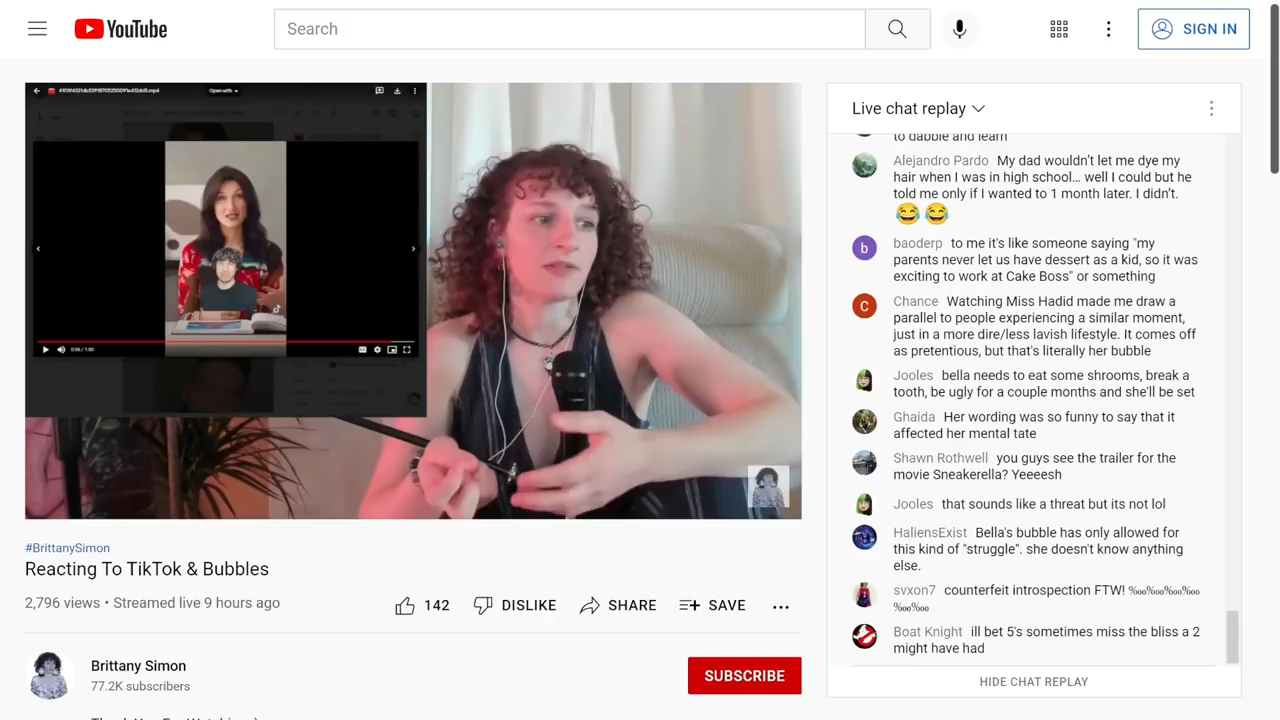 YouTube
Search
SIGN IN
Open with
0:56 / 1:00
Live chat replay
to dabble and learn
Alejandro Pardo My dad wouldn't let me dye my
hair when I was in high school... well I could but he
told me only if I wanted to 1 month later. I didn't.
😂 😂
b
baoderp to me it's like someone saying "my
parents never let us have dessert as a kid, so it was
exciting to work at Cake Boss" or something
C
Chance Watching Miss Hadid made me draw a
parallel to people experiencing a similar moment,
just in a more dire/less lavish lifestyle. It comes off
as pretentious, but that's literally her bubble
Jooles bella needs to eat some shrooms, break a
tooth, be ugly for a couple months and she'll be set
Ghaida Her wording was so funny to say that it
affected her mental tate
Shawn Rothwell you guys see the trailer for the
movie Sneakerella? Yeeeesh
Jooles that sounds like a threat but its not lol
HaliensExist Bella's bubble has only allowed for
this kind of "struggle". she doesn't know anything
else.
svxon7 counterfeit introspection FTW! ‱‱‱‱
‱‱
Boat Knight ill bet 5's sometimes miss the bliss a 2
might have had
HIDE CHAT REPLAY
#BrittanySimon
Reacting To TikTok & Bubbles
2,796 views • Streamed live 9 hours ago
142
DISLIKE
SHARE
SAVE
Brittany Simon
77.2K subscribers
SUBSCRIBE